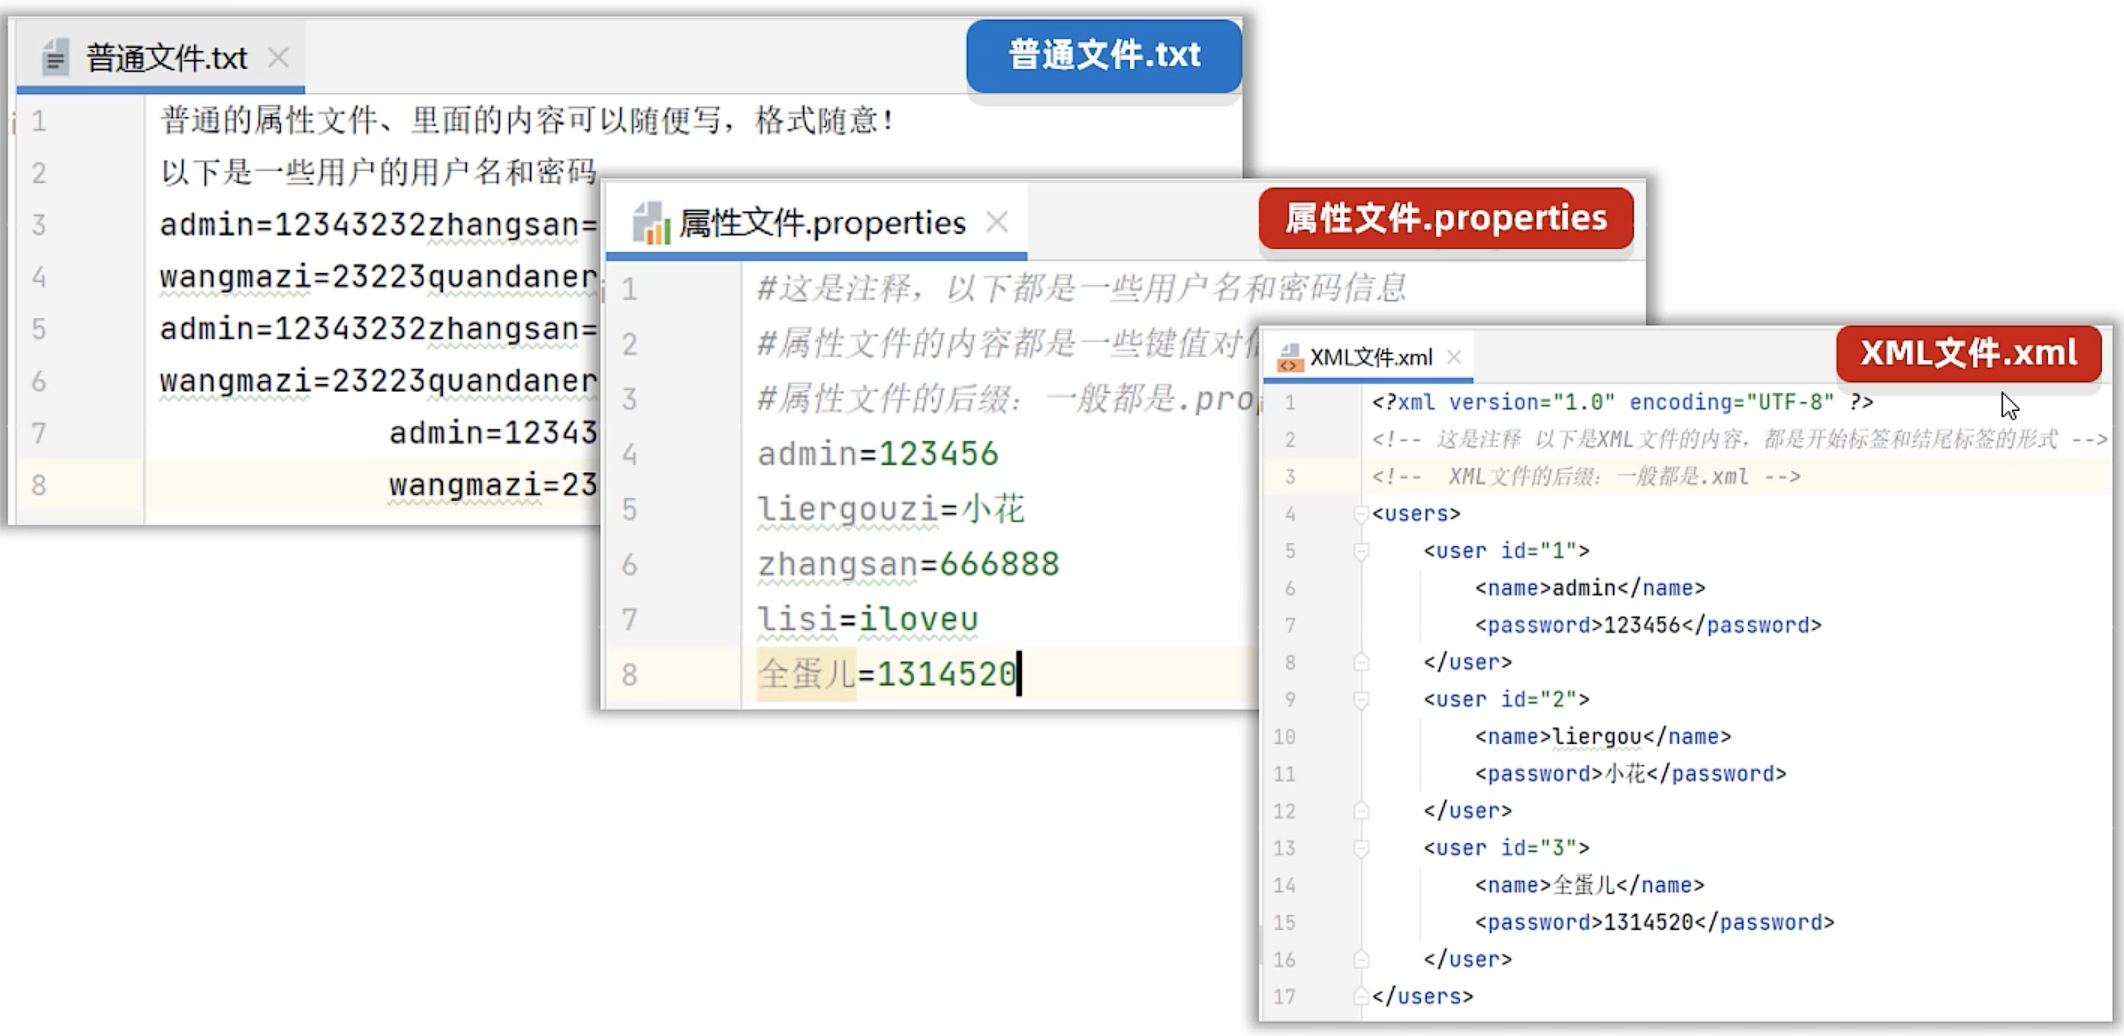 普通文件.txt
普通文件.txt
1 普通的属性文件、里面的内容可以随便写，格式随意！
2 以下是一些用户的用户名和密码
3 admin=12343232zhangsan=
4 wangmazi=23223quandaner
5 admin=12343232zhangsan=
6 wangmazi=23223quandaner
7 admin=12343
8 wangmazi=23
属性文件.properties
属性文件.properties
1 #这是注释，以下都是一些用户名和密码信息
2 #属性文件的内容都是一些键值对
3 #属性文件的后缀：一般都是.pro
4 admin=123456
5 liergouzi=小花
6 zhangsan=666888
7 lisi=iloveu
8 全蛋儿=1314520
XML文件.xml
XML文件.xml
1 <?xml version="1.0" encoding="UTF-8" ?>
2 <!-- 这是注释 以下是XML文件的内容，都是开始标签和结尾标签的形式 -->
3 <!-- XML文件的后缀：一般都是.xml -->
4 <users>
5 <user id="1">
6 <name>admin</name>
7 <password>123456</password>
8 </user>
9 <user id="2">
10 <name>liergou</name>
11 <password>小花</password>
12 </user>
13 <user id="3">
14 <name>全蛋儿</name>
15 <password>1314520</password>
16 </user>
17 </users>